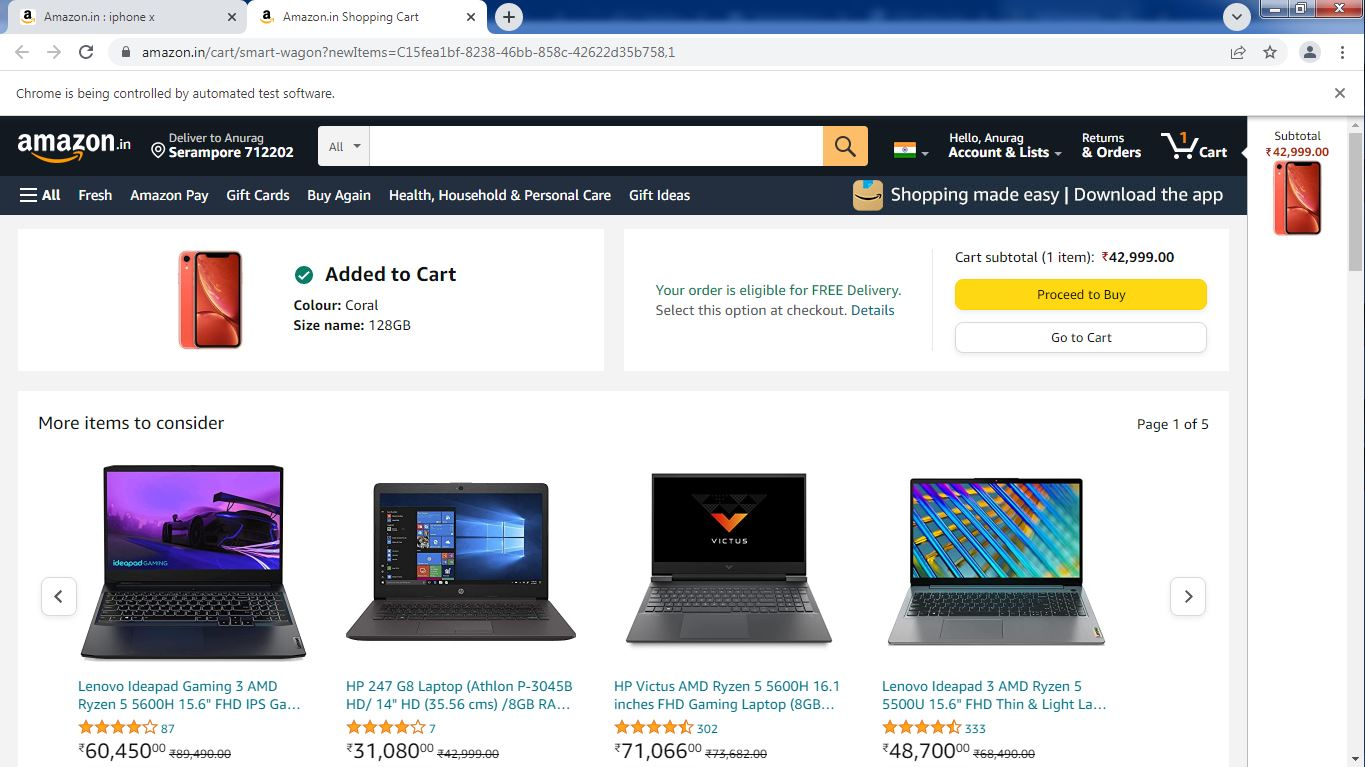 Amazon.in : iphone x
Amazon.in Shopping Cart
amazon.in/cart/smart-wagon?newItems=C15fea1bf-8238-46bb-858c-42622d35b758,1
Chrome is being controlled by automated test software.
amazon.in
Deliver to Anurag
Serampore 712202
All
Hello, Anurag
Account & Lists
Returns
& Orders
1
Cart
Subtotal
₹42,999.00
All
Fresh
Amazon Pay
Gift Cards
Buy Again
Health, Household & Personal Care
Gift Ideas
Shopping made easy | Download the app
Added to Cart
Colour: Coral
Size name: 128GB
Your order is eligible for FREE Delivery.
Select this option at checkout. Details
Cart subtotal (1 item): ₹42,999.00
Proceed to Buy
Go to Cart
More items to consider
Page 1 of 5
ideapad GAMING
VICTUS
Lenovo Ideapad Gaming 3 AMD
Ryzen 5 5600H 15.6" FHD IPS Ga…
87
₹60,45000 ₹89,490.00
HP 247 G8 Laptop (Athlon P-3045B
HD/ 14" HD (35.56 cms) /8GB RA…
7
₹31,08000 ₹42,999.00
HP Victus AMD Ryzen 5 5600H 16.1
inches FHD Gaming Laptop (8GB…
302
₹71,06600 ₹73,682.00
Lenovo Ideapad 3 AMD Ryzen 5
5500U 15.6" FHD Thin & Light La…
333
₹48,70000 ₹68,490.00